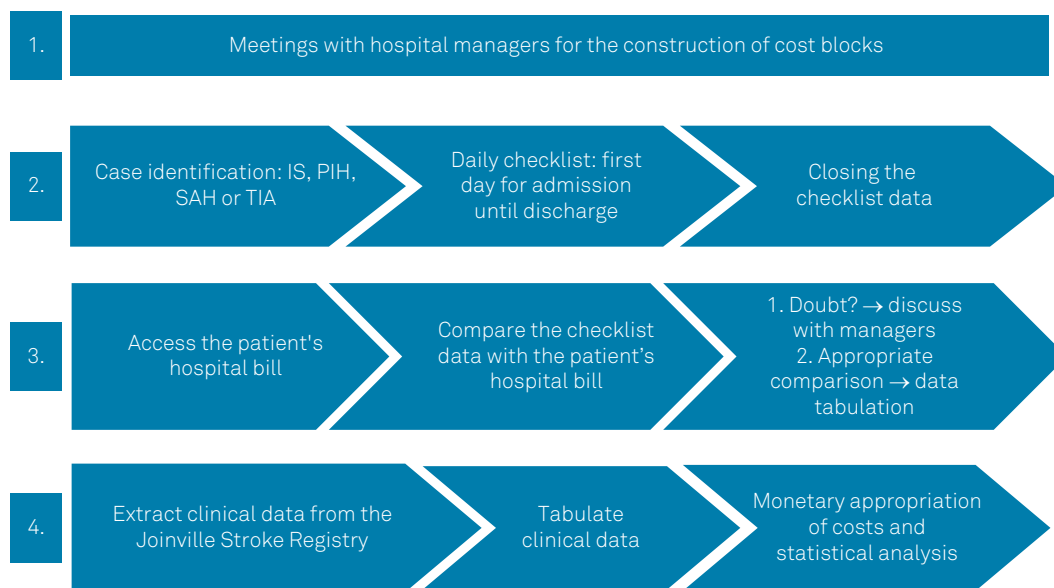 1.
Meetings with hospital managers for the construction of cost blocks
2.
Case identification: IS, PIH,
SAH or TIA
Daily checklist: first
day for admission
until discharge
Closing the
checklist data
3.
Access the patient's
hospital bill
Compare the checklist
data with the patient’s
hospital bill
1. Doubt? → discuss
with managers
2. Appropriate
comparison → data
tabulation
4.
Extract clinical data from the
Joinville Stroke Registry
Tabulate
clinical data
Monetary appropriation
of costs and
statistical analysis